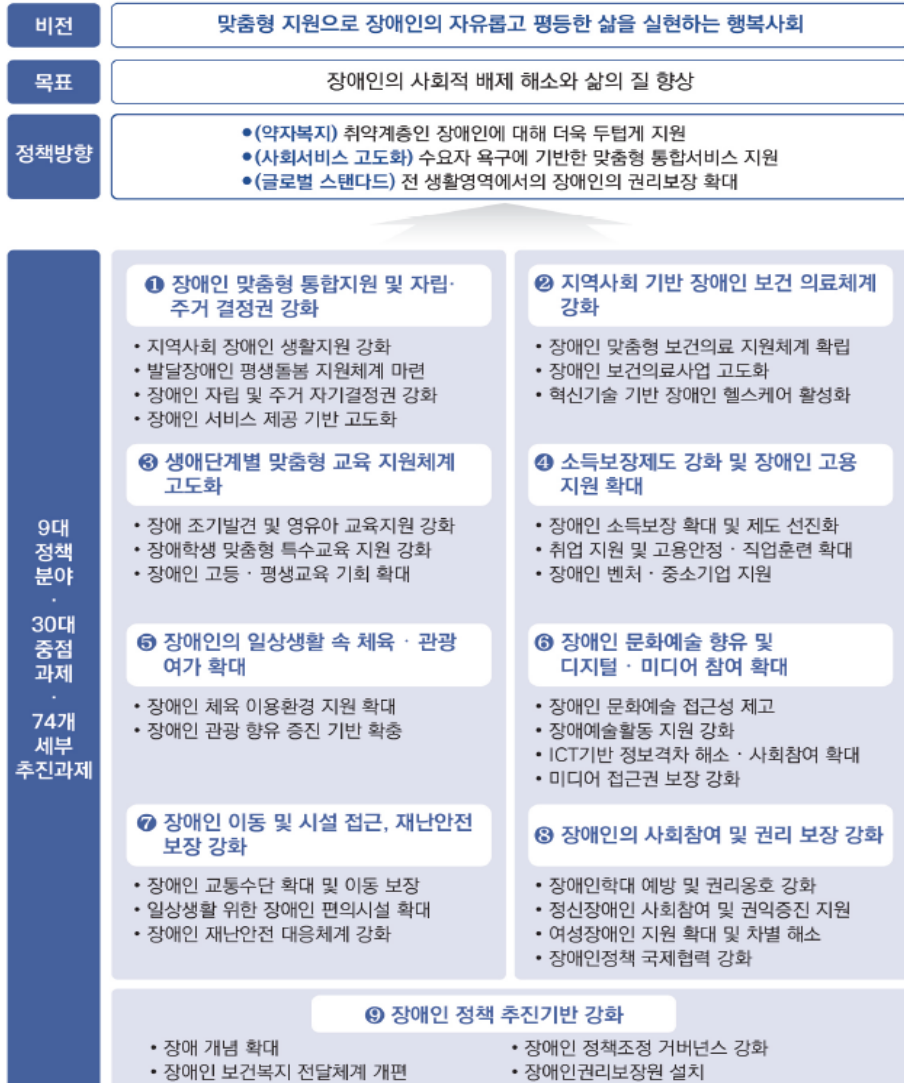 비전
맞춤형 지원으로 장애인의 자유롭고 평등한 삶을 실현하는 행복사회
목표
장애인의 사회적 배제 해소와 삶의 질 향상
정책방향
•(약자복지) 취약계층인 장애인에 대해 더욱 두텁게 지원
•(사회서비스 고도화) 수요자 욕구에 기반한 맞춤형 통합서비스 지원
•(글로벌 스탠다드) 전 생활영역에서의 장애인의 권리보장 확대
9대
정책
분야
·
30대
중점
과제
·
74개
세부
추진과제
❶ 장애인 맞춤형 통합지원 및 자립·
주거 결정권 강화
• 지역사회 장애인 생활지원 강화
• 발달장애인 평생돌봄 지원체계 마련
• 장애인 자립 및 주거 자기결정권 강화
• 장애인 서비스 제공 기반 고도화
❷ 지역사회 기반 장애인 보건 의료체계
강화
• 장애인 맞춤형 보건의료 지원체계 확립
• 장애인 보건의료사업 고도화
• 혁신기술 기반 장애인 헬스케어 활성화
❸ 생애단계별 맞춤형 교육 지원체계
고도화
• 장애 조기발견 및 영유아 교육지원 강화
• 장애학생 맞춤형 특수교육 지원 강화
• 장애인 고등 · 평생교육 기회 확대
❹ 소득보장제도 강화 및 장애인 고용
지원 확대
• 장애인 소득보장 확대 및 제도 선진화
• 취업 지원 및 고용안정 · 직업훈련 확대
• 장애인 벤처 · 중소기업 지원
❺ 장애인의 일상생활 속 체육 · 관광
여가 확대
• 장애인 체육 이용환경 지원 확대
• 장애인 관광 향유 증진 기반 확충
❻ 장애인 문화예술 향유 및
디지털 · 미디어 참여 확대
• 장애인 문화예술 접근성 제고
• 장애예술활동 지원 강화
• ICT기반 정보격차 해소 · 사회참여 확대
• 미디어 접근권 보장 강화
❼ 장애인 이동 및 시설 접근, 재난안전
보장 강화
• 장애인 교통수단 확대 및 이동 보장
• 일상생활 위한 장애인 편의시설 확대
• 장애인 재난안전 대응체계 강화
❽ 장애인의 사회참여 및 권리 보장 강화
• 장애인학대 예방 및 권리옹호 강화
• 정신장애인 사회참여 및 권익증진 지원
• 여성장애인 지원 확대 및 차별 해소
• 장애인정책 국제협력 강화
❾ 장애인 정책 추진기반 강화
• 장애 개념 확대
• 장애인 보건복지 전달체계 개편
• 장애인 정책조정 거버넌스 강화
• 장애인권리보장원 설치